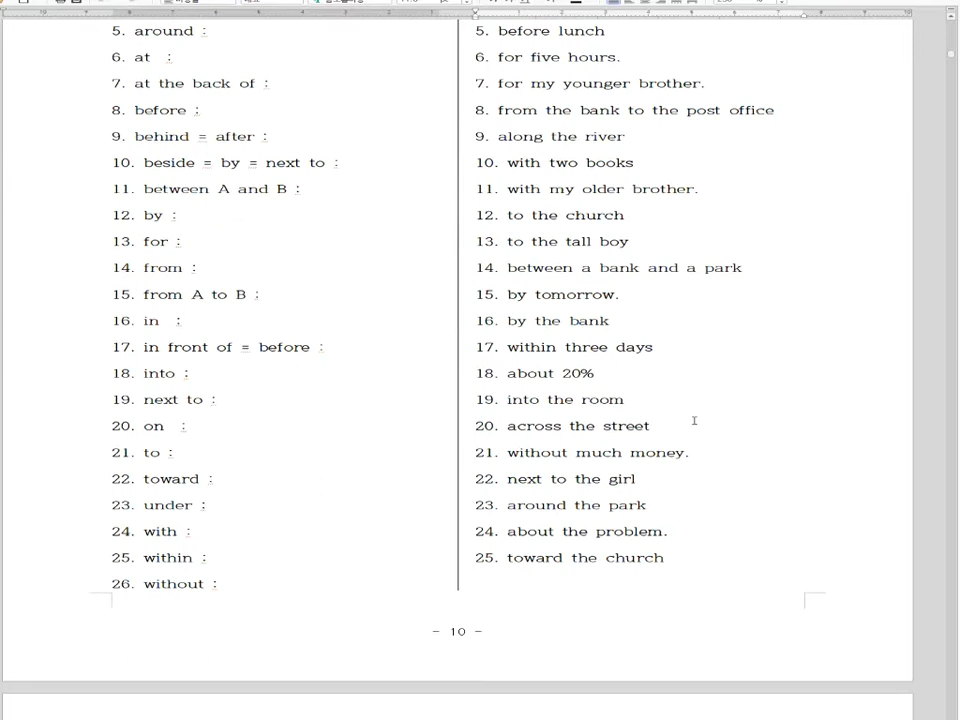 5. around :
6. at :
7. at the back of :
8. before :
9. behind = after :
10. beside = by = next to :
11. between A and B :
12. by :
13. for :
14. from :
15. from A to B :
16. in :
17. in front of = before :
18. into :
19. next to :
20. on :
21. to :
22. toward :
23. under :
24. with :
25. within :
26. without :
5. before lunch
6. for five hours.
7. for my younger brother.
8. from the bank to the post office
9. along the river
10. with two books
11. with my older brother.
12. to the church
13. to the tall boy
14. between a bank and a park
15. by tomorrow.
16. by the bank
17. within three days
18. about 20%
19. into the room
20. across the street
21. without much money.
22. next to the girl
23. around the park
24. about the problem.
25. toward the church
- 10 -